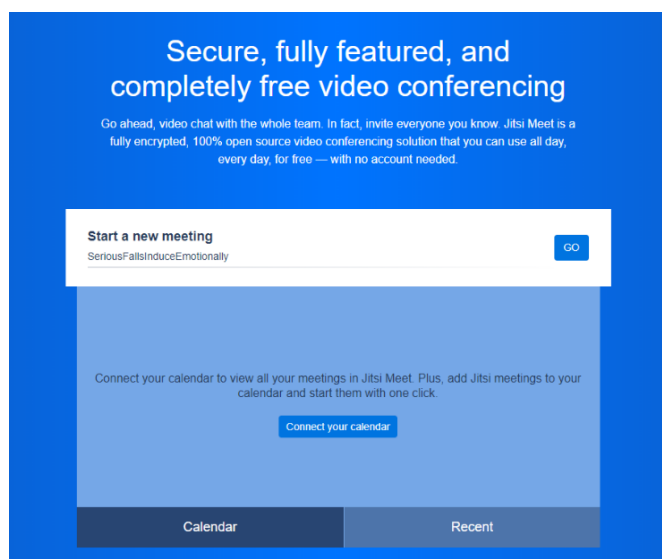 Secure, fully featured, and
completely free video conferencing
Go ahead, video chat with the whole team. In fact, invite everyone you know. Jitsi Meet is a
fully encrypted, 100% open source video conferencing solution that you can use all day,
every day, for free — with no account needed.
Start a new meeting
SeriousFallsInduceEmotionally
GO
Connect your calendar to view all your meetings in Jitsi Meet. Plus, add Jitsi meetings to your
calendar and start them with one click.
Connect your calendar
Calendar
Recent